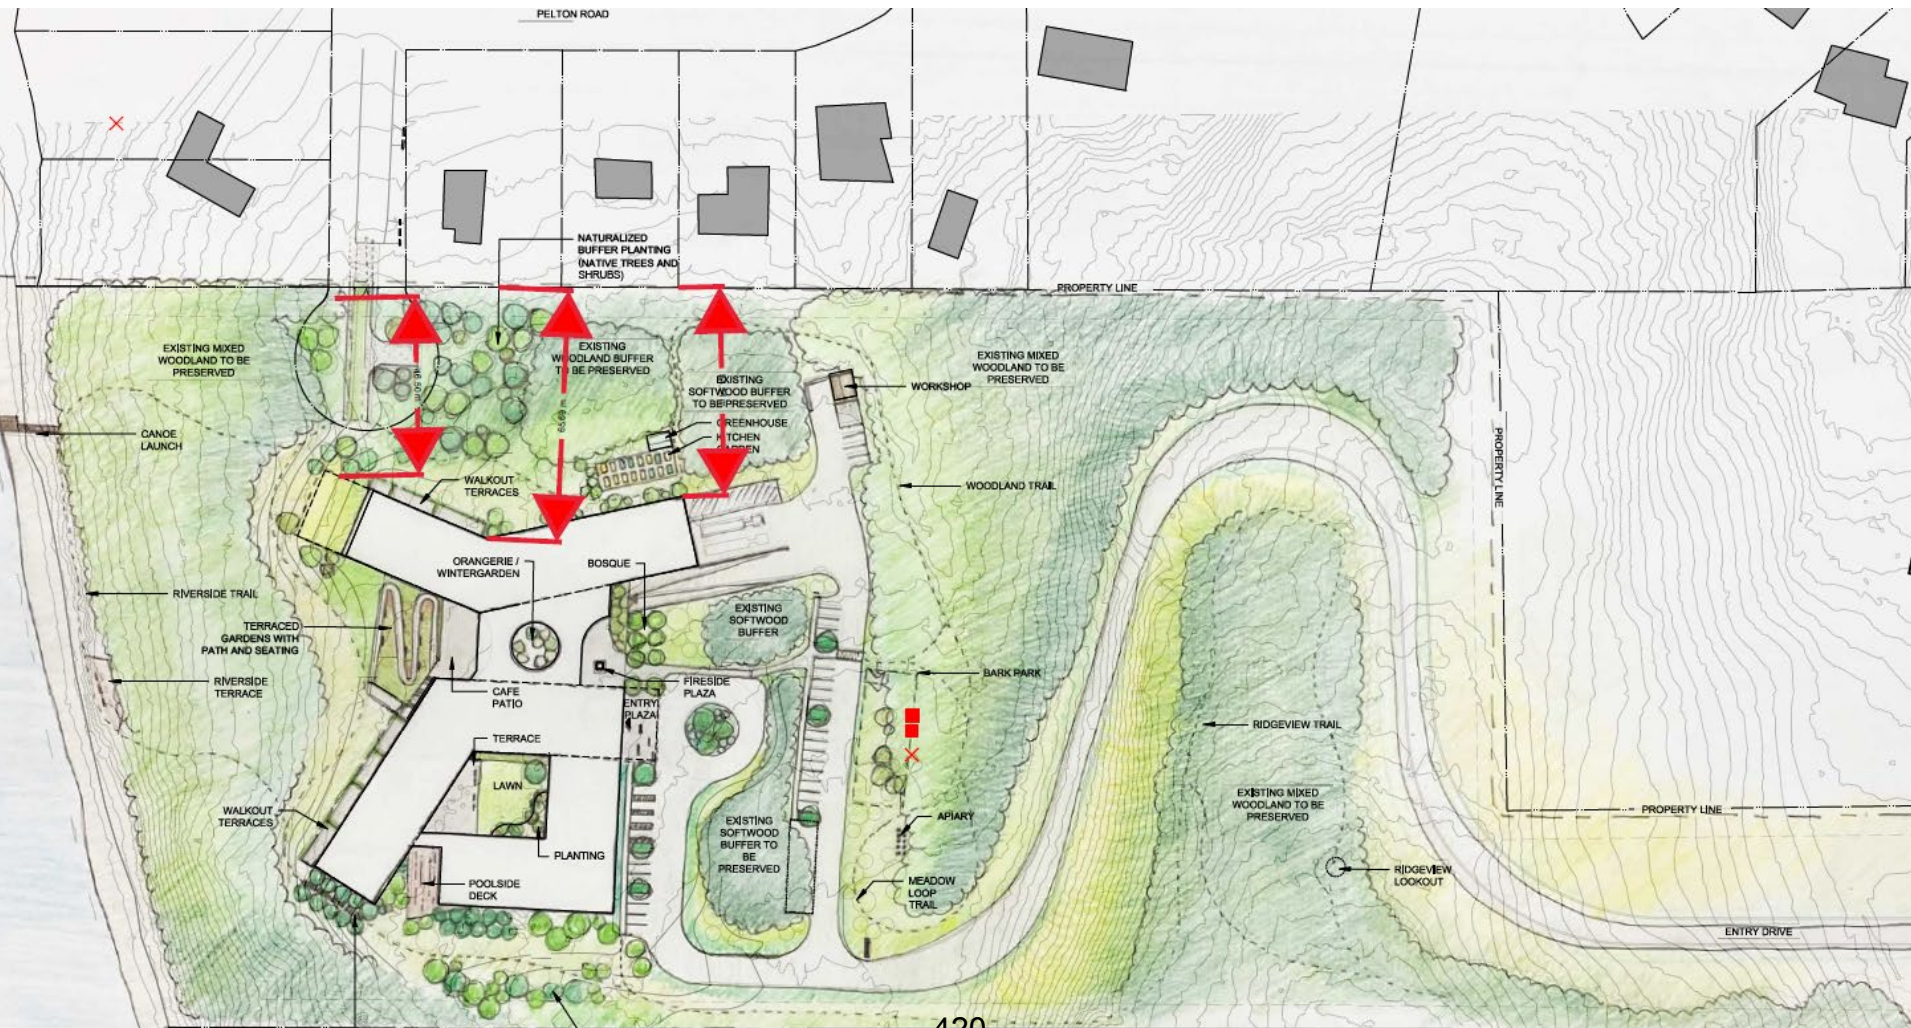 PELTON ROAD
NATURALIZED
BUFFER PLANTING
(NATIVE TREES AND
SHRUBS)
PROPERTY LINE
EXISTING MIXED
WOODLAND TO BE
PRESERVED
EXISTING
WOODLAND BUFFER
TO BE PRESERVED
EXISTING
SOFTWOOD BUFFER
TO BE PRESERVED
EXISTING MIXED
WOODLAND TO BE
PRESERVED
WORKSHOP
GREENHOUSE
KITCHEN
GARDEN
CANOE
LAUNCH
PROPERTY LINE
WALKOUT
TERRACES
WOODLAND TRAIL
ORANGERIE /
WINTERGARDEN
BOSQUE
RIVERSIDE TRAIL
EXISTING
SOFTWOOD
BUFFER
TERRACED
GARDENS WITH
PATH AND SEATING
RIVERSIDE
TERRACE
CAFE
PATIO
FIRESIDE
PLAZA
ENTRY
PLAZA
BARK PARK
RIDGEVIEW TRAIL
TERRACE
LAWN
WALKOUT
TERRACES
EXISTING
SOFTWOOD
BUFFER TO
BE
PRESERVED
APIARY
EXISTING MIXED
WOODLAND TO BE
PRESERVED
PROPERTY LINE
PLANTING
POOLSIDE
DECK
MEADOW
LOOP
TRAIL
RIDGEVIEW
LOOKOUT
ENTRY DRIVE
420